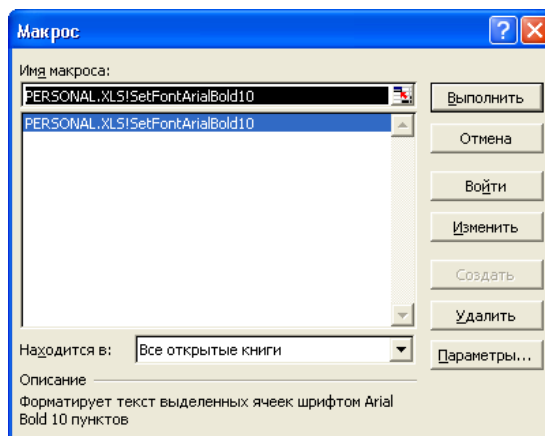 Макрос
Имя макроса:
PERSONAL.XLS!SetFontArialBold10
Выполнить
PERSONAL.XLS!SetFontArialBold10
Отмена
Войти
Изменить
Создать
Удалить
Находится в:
Все открытые книги
Параметры...
Описание
Форматирует текст выделенных ячеек шрифтом Arial
Bold 10 пунктов